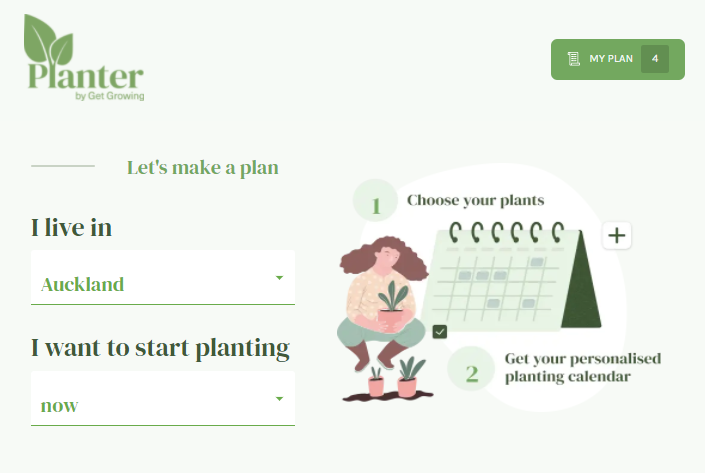 Planter
by Get Growing
MY PLAN 4
Let's make a plan
I live in
Auckland
I want to start planting
now
1 Choose your plants
2 Get your personalised
planting calendar